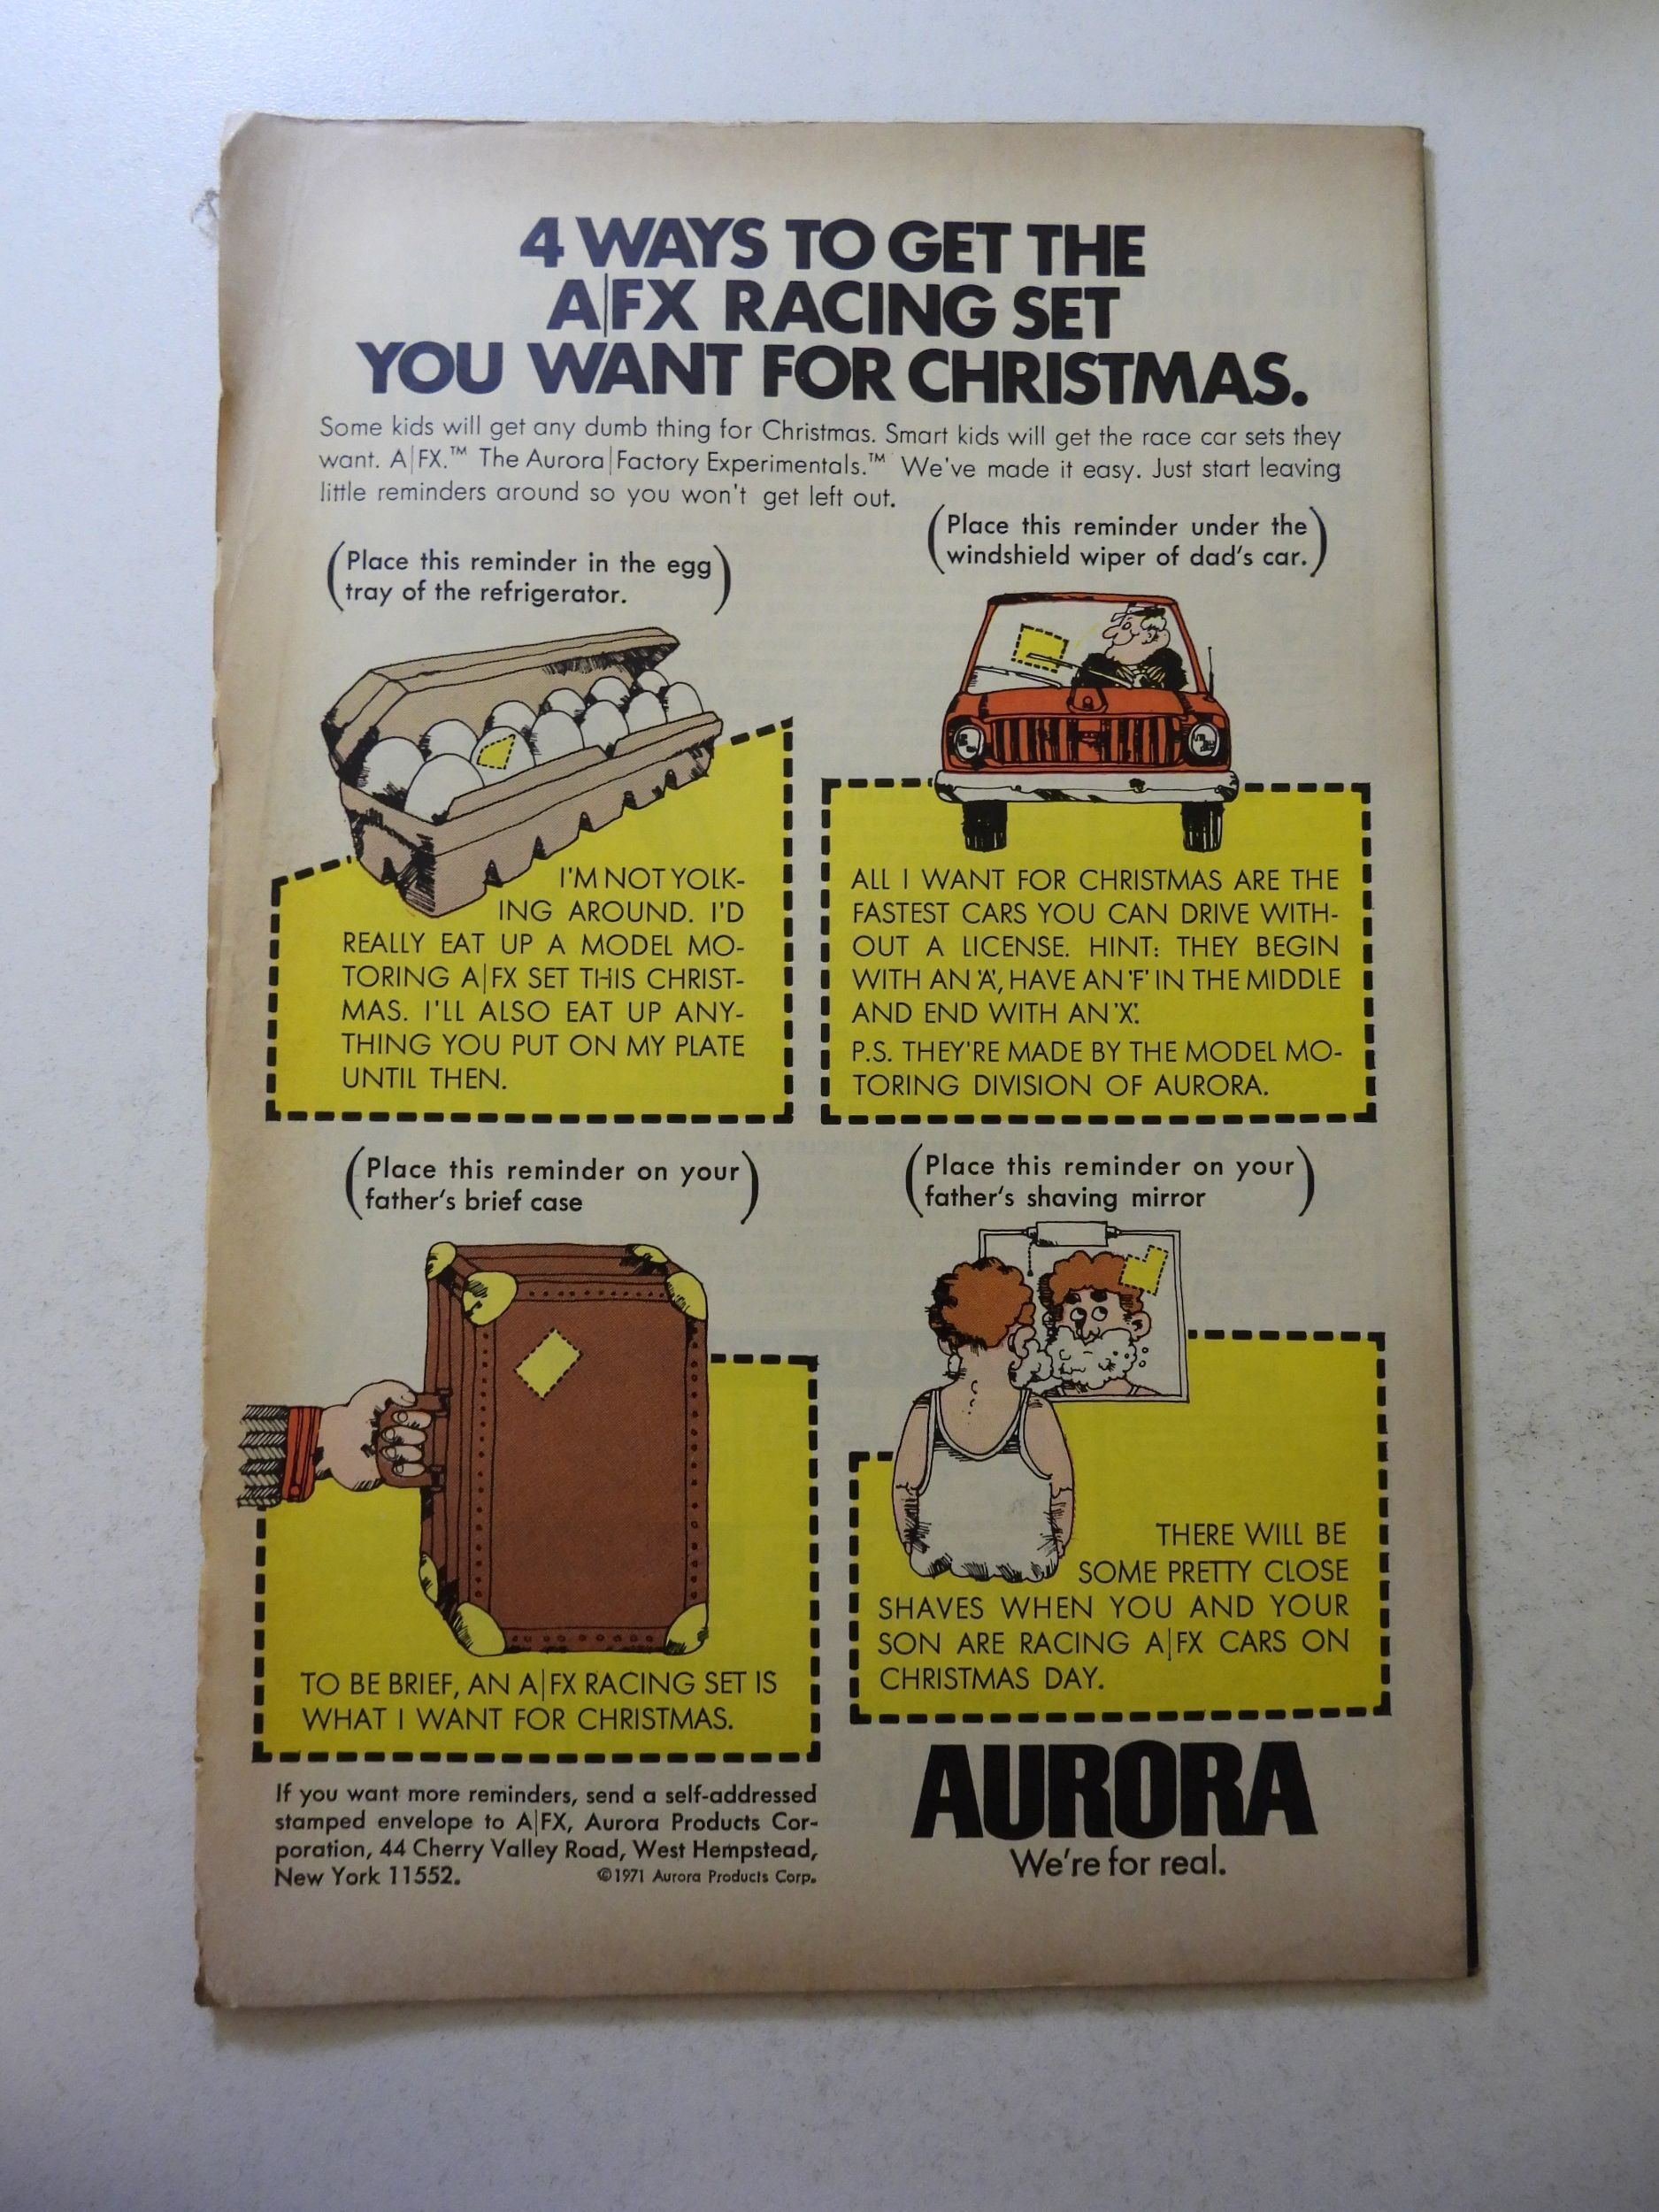 4 WAYS TO GET THE
A|FX RACING SET
YOU WANT FOR CHRISTMAS.
Some kids will get any dumb thing for Christmas. Smart kids will get the race car sets they
want. A|FX.™ The Aurora|Factory Experimentals.™ We've made it easy. Just start leaving
little reminders around so you won't get left out.
(Place this reminder in the egg
tray of the refrigerator.)
I'M NOT YOLK-
ING AROUND. I'D
REALLY EAT UP A MODEL MO-
TORING A|FX SET THIS CHRIST-
MAS. I'LL ALSO EAT UP ANY-
THING YOU PUT ON MY PLATE
UNTIL THEN.
(Place this reminder under the
windshield wiper of dad's car.)
ALL I WANT FOR CHRISTMAS ARE THE
FASTEST CARS YOU CAN DRIVE WITH-
OUT A LICENSE. HINT: THEY BEGIN
WITH AN 'A', HAVE AN 'F' IN THE MIDDLE
AND END WITH AN 'X'.
P.S. THEY'RE MADE BY THE MODEL MO-
TORING DIVISION OF AURORA.
(Place this reminder on your
father's brief case)
TO BE BRIEF, AN A|FX RACING SET IS
WHAT I WANT FOR CHRISTMAS.
(Place this reminder on your
father's shaving mirror)
THERE WILL BE
SOME PRETTY CLOSE
SHAVES WHEN YOU AND YOUR
SON ARE RACING A|FX CARS ON
CHRISTMAS DAY.
If you want more reminders, send a self-addressed
stamped envelope to A|FX, Aurora Products Cor-
poration, 44 Cherry Valley Road, West Hempstead,
New York 11552. ©1971 Aurora Products Corp.
AURORA
We're for real.